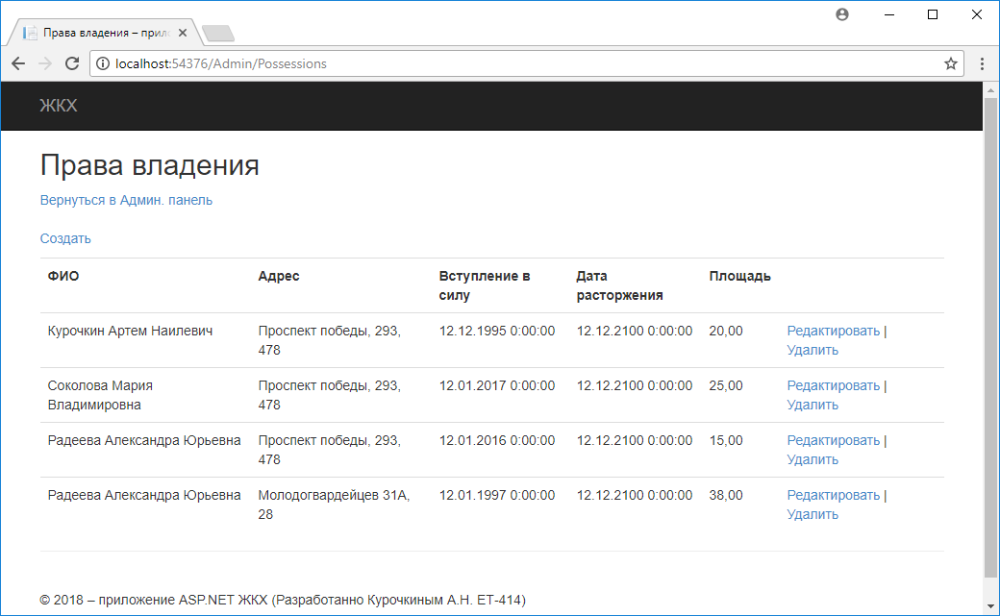 Права владения – прил
localhost:54376/Admin/Possessions
ЖКХ
Права владения
Вернуться в Админ. панель
Создать
ФИО Адрес Вступление в Дата Площадь
силу расторжения
Курочкин Артем Наилевич Проспект победы, 293, 12.12.1995 0:00:00 12.12.2100 0:00:00 20,00 Редактировать |
478 Удалить
Соколова Мария Проспект победы, 293, 12.01.2017 0:00:00 12.12.2100 0:00:00 25,00 Редактировать |
Владимировна 478 Удалить
Радеева Александра Юрьевна Проспект победы, 293, 12.01.2016 0:00:00 12.12.2100 0:00:00 15,00 Редактировать |
478 Удалить
Радеева Александра Юрьевна Молодогвардейцев 31А, 12.01.1997 0:00:00 12.12.2100 0:00:00 38,00 Редактировать |
28 Удалить
© 2018 – приложение ASP.NET ЖКХ (Разработанно Курочкиным А.Н. ЕТ-414)